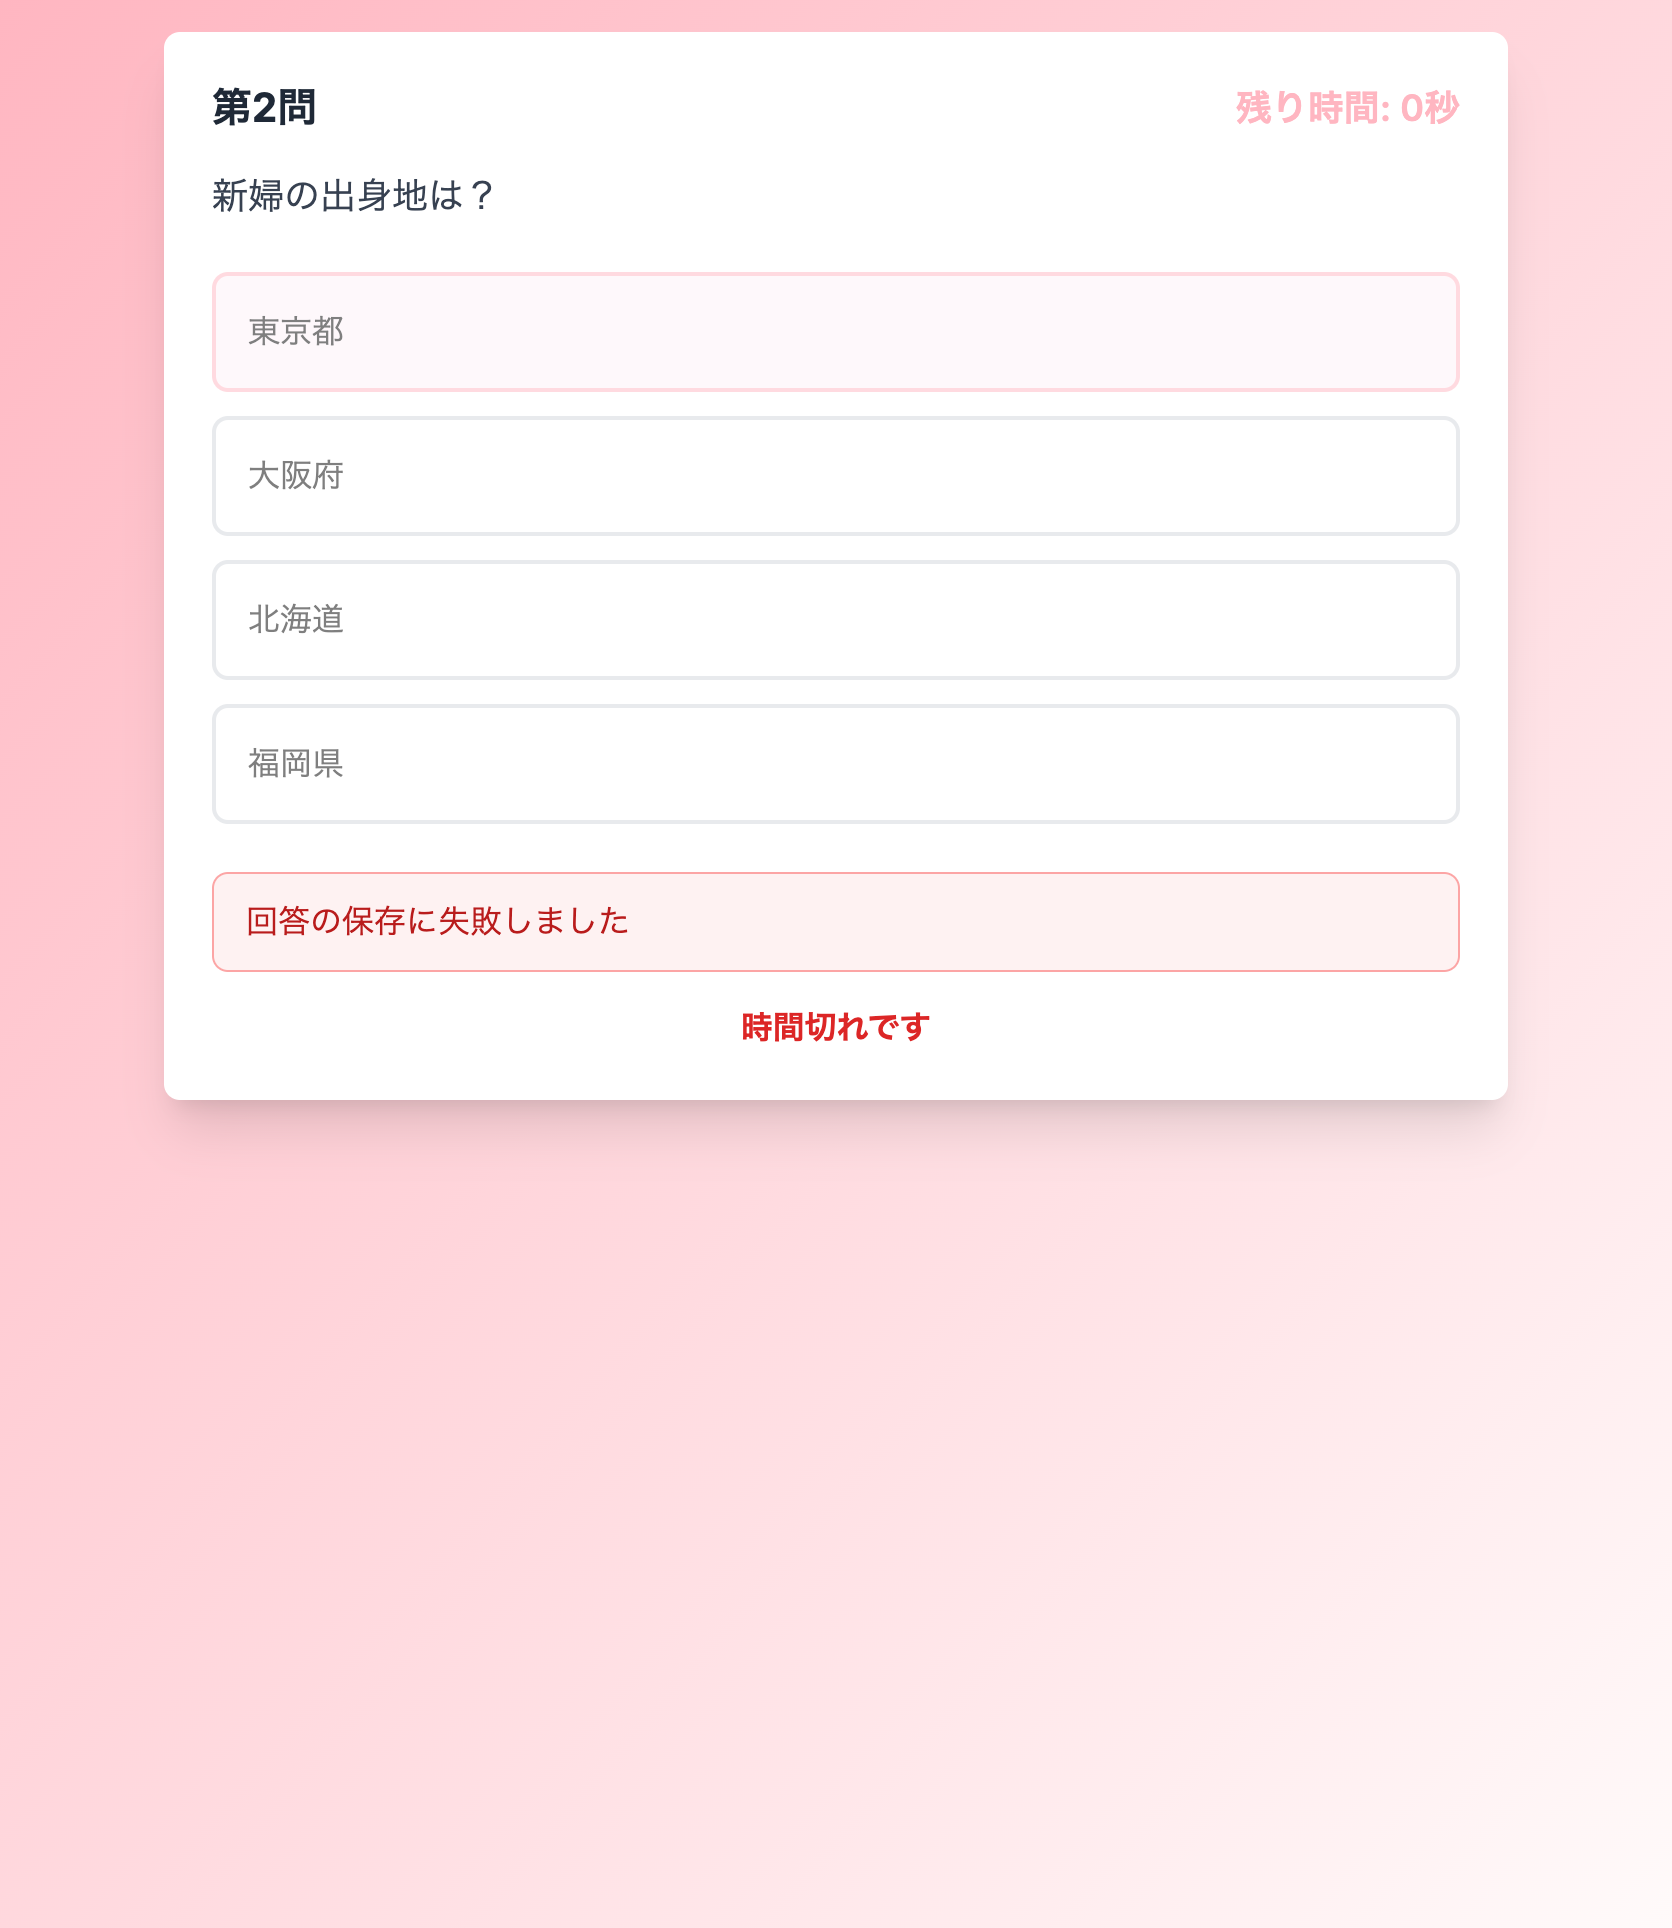 第2問
残り時間: 0秒
新婦の出身地は？
東京都
大阪府
北海道
福岡県
回答の保存に失敗しました
時間切れです